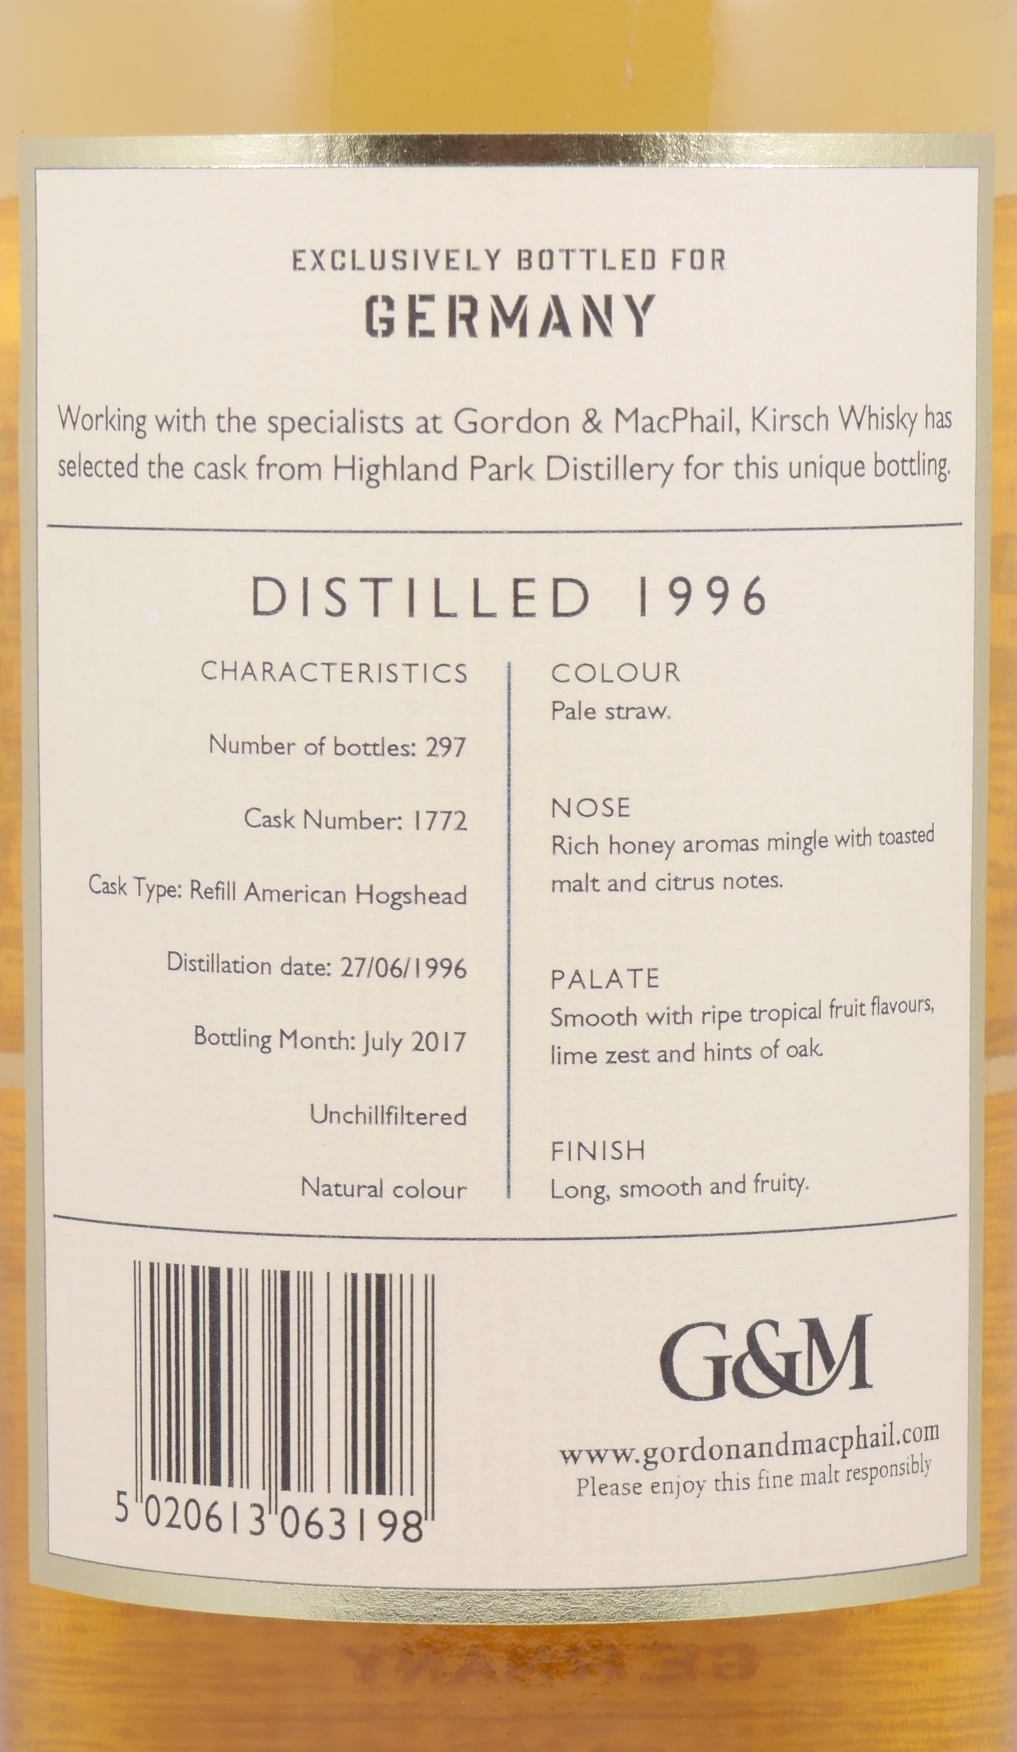 EXCLUSIVELY BOTTLED FOR
GERMANY
Working with the specialists at Gordon & MacPhail, Kirsch Whisky has
selected the cask from Highland Park Distillery for this unique bottling.
DISTILLED 1996
CHARACTERISTICS
Number of bottles: 297
Cask Number: 1772
Cask Type: Refill American Hogshead
Distillation date: 27/06/1996
Bottling Month: July 2017
Unchillfiltered
Natural colour
COLOUR
Pale straw.
NOSE
Rich honey aromas mingle with toasted
malt and citrus notes.
PALATE
Smooth with ripe tropical fruit flavours,
lime zest and hints of oak.
FINISH
Long, smooth and fruity.
5 020613 063198
G&M
www.gordonandmacphail.com
Please enjoy this fine malt responsibly
GERMANY